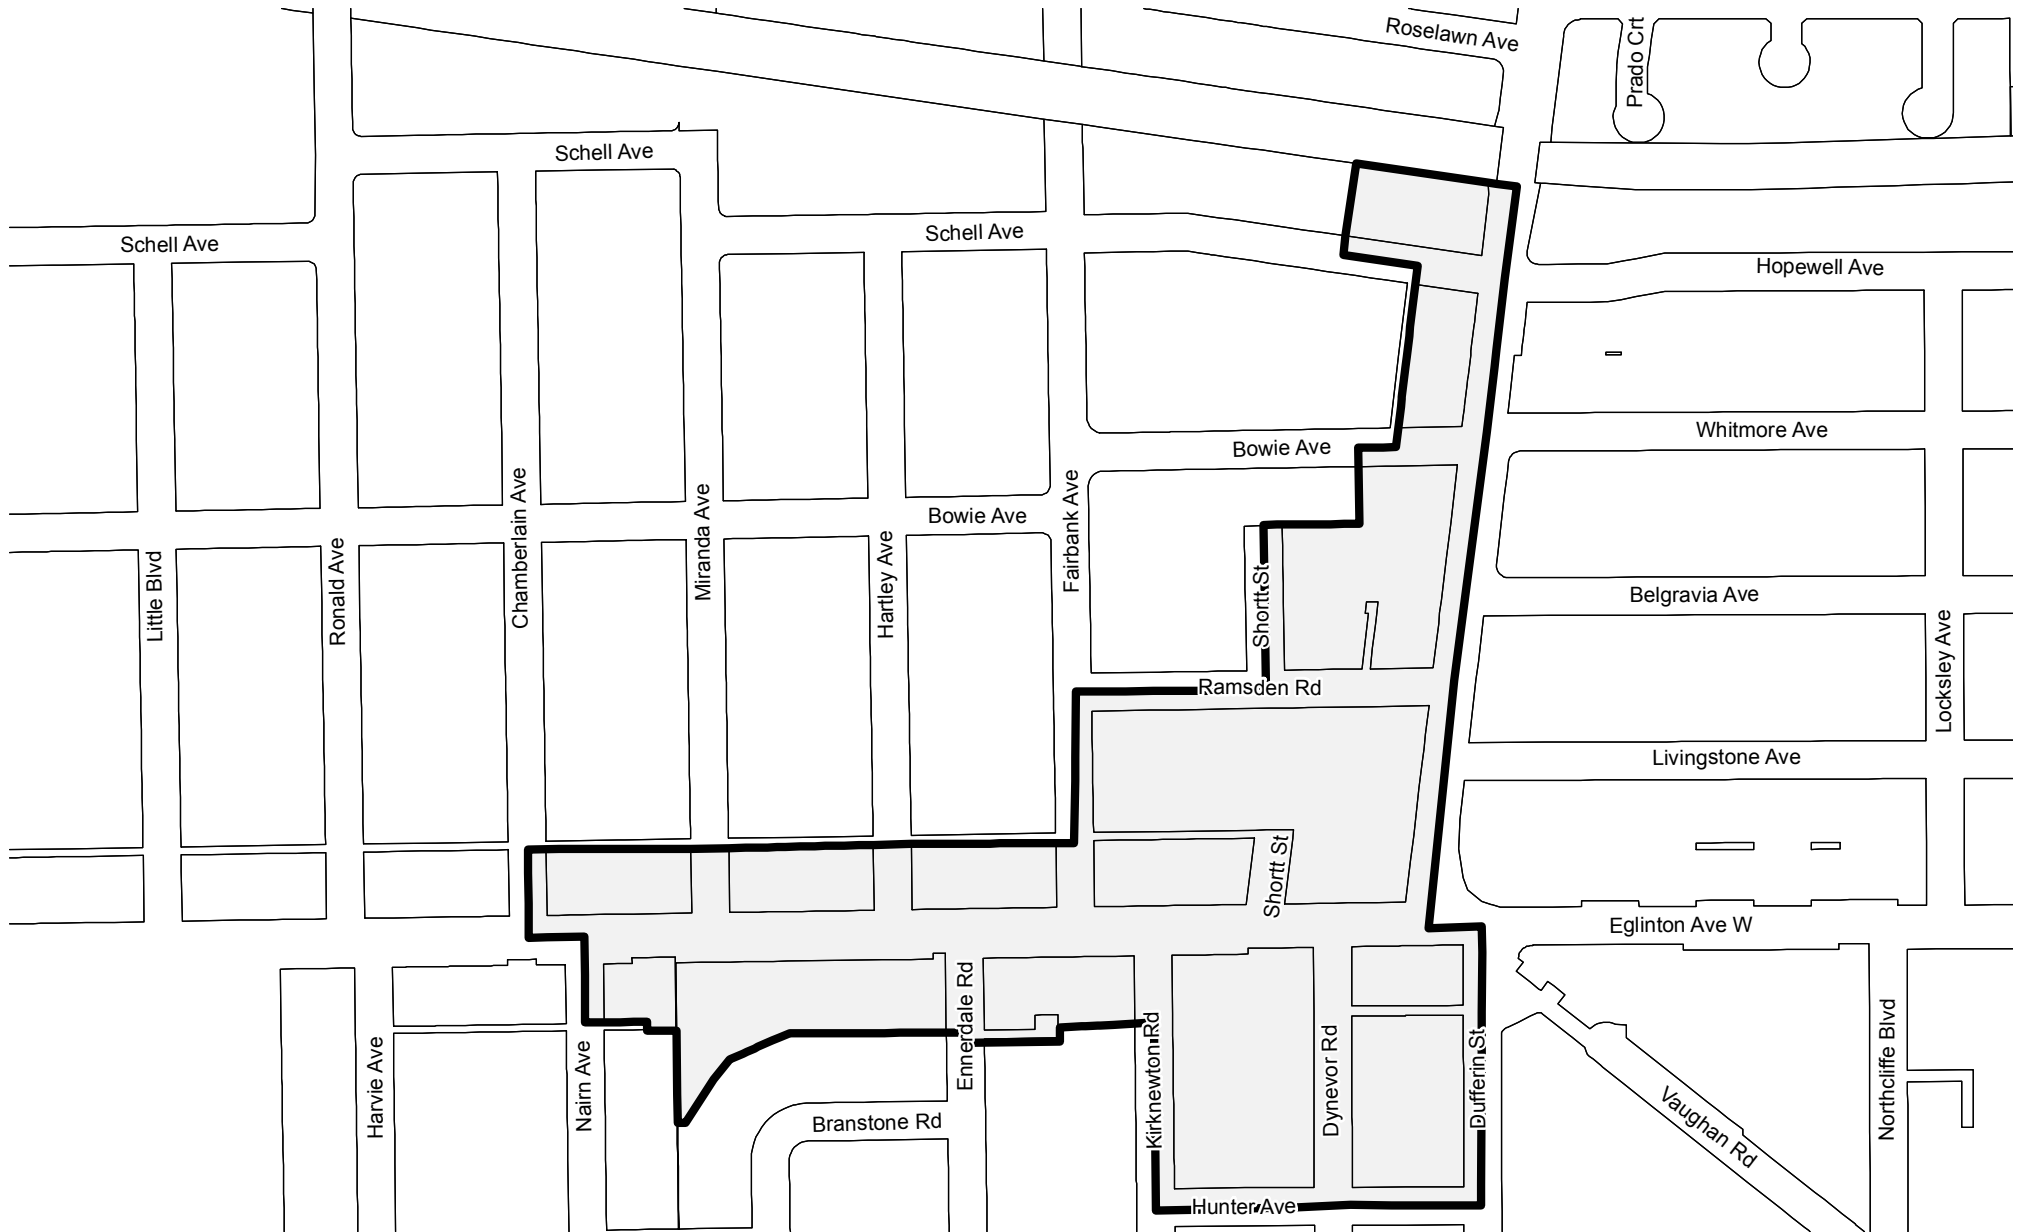 Roselawn Ave
Prado Crt
Schell Ave
Schell Ave
Schell Ave
Hopewell Ave
Whitmore Ave
Bowie Ave
Bowie Ave
Chamberlain Ave
Miranda Ave
Fairbank Ave
Little Blvd
Ronald Ave
Hartley Ave
Shortt St
Belgravia Ave
Locksley Ave
Ramsden Rd
Livingstone Ave
Shortt St
Eglinton Ave W
Harvie Ave
Nairn Ave
Ennerdale Rd
Kirknewton Rd
Dynevor Rd
Dufferin St
Northcliffe Blvd
Vaughan Rd
Branstone Rd
Hunter Ave